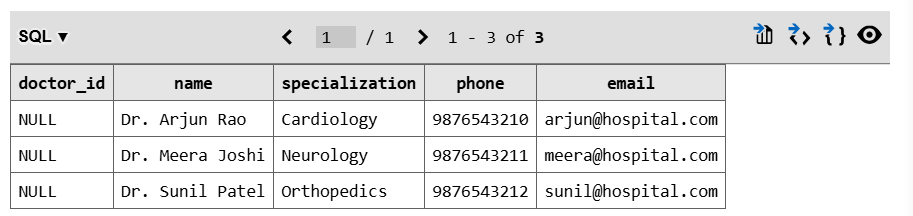 SQL ▼ 1 / 1 1 - 3 of 3
doctor_id name specialization phone email
NULL Dr. Arjun Rao Cardiology 9876543210 arjun@hospital.com
NULL Dr. Meera Joshi Neurology 9876543211 meera@hospital.com
NULL Dr. Sunil Patel Orthopedics 9876543212 sunil@hospital.com